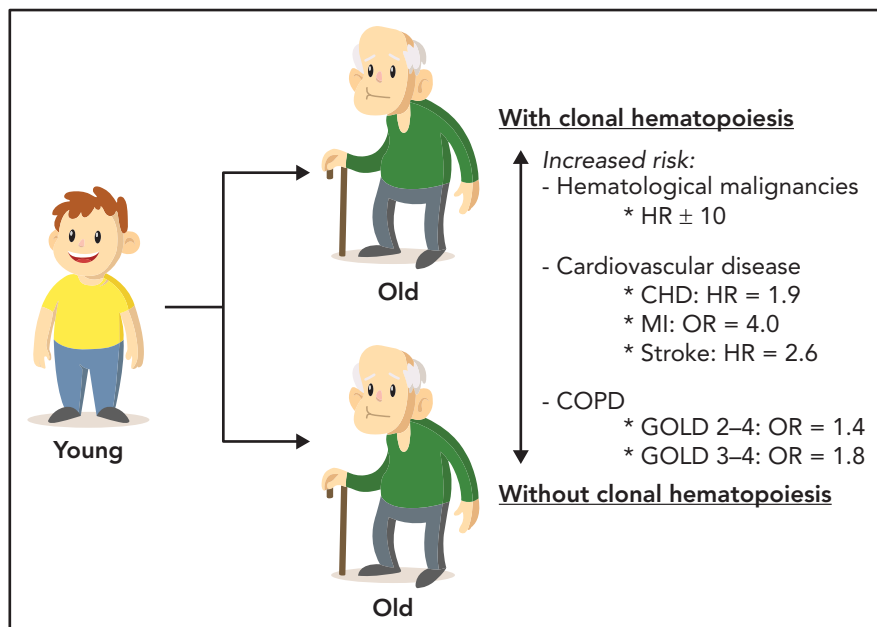 With clonal hematopoiesis
Increased risk:
- Hematological malignancies
* HR ± 10
- Cardiovascular disease
* CHD: HR = 1.9
* MI: OR = 4.0
* Stroke: HR = 2.6
- COPD
* GOLD 2–4: OR = 1.4
* GOLD 3–4: OR = 1.8
Without clonal hematopoiesis
Young
Old
Old